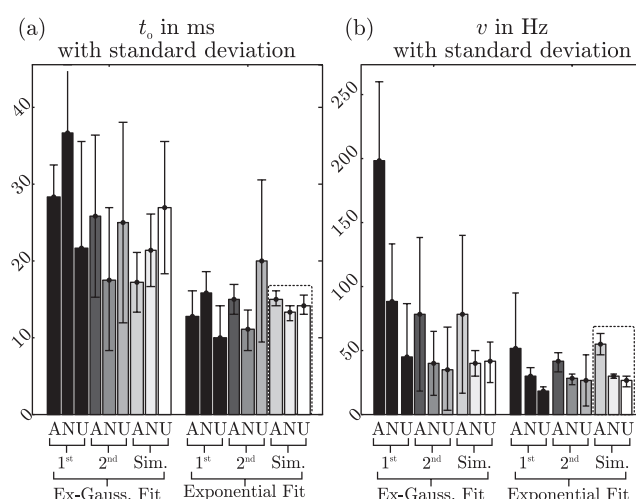 (a) t₀ in ms
with standard deviation
40
30
20
10
0
ANU ANU ANU ANU ANU ANU
1st 2nd Sim. 1st 2nd Sim.
Ex-Gauss. Fit Exponential Fit
(b) v in Hz
with standard deviation
250
200
150
100
50
0
ANU ANU ANU ANU ANU ANU
1st 2nd Sim. 1st 2nd Sim.
Ex-Gauss. Fit Exponential Fit